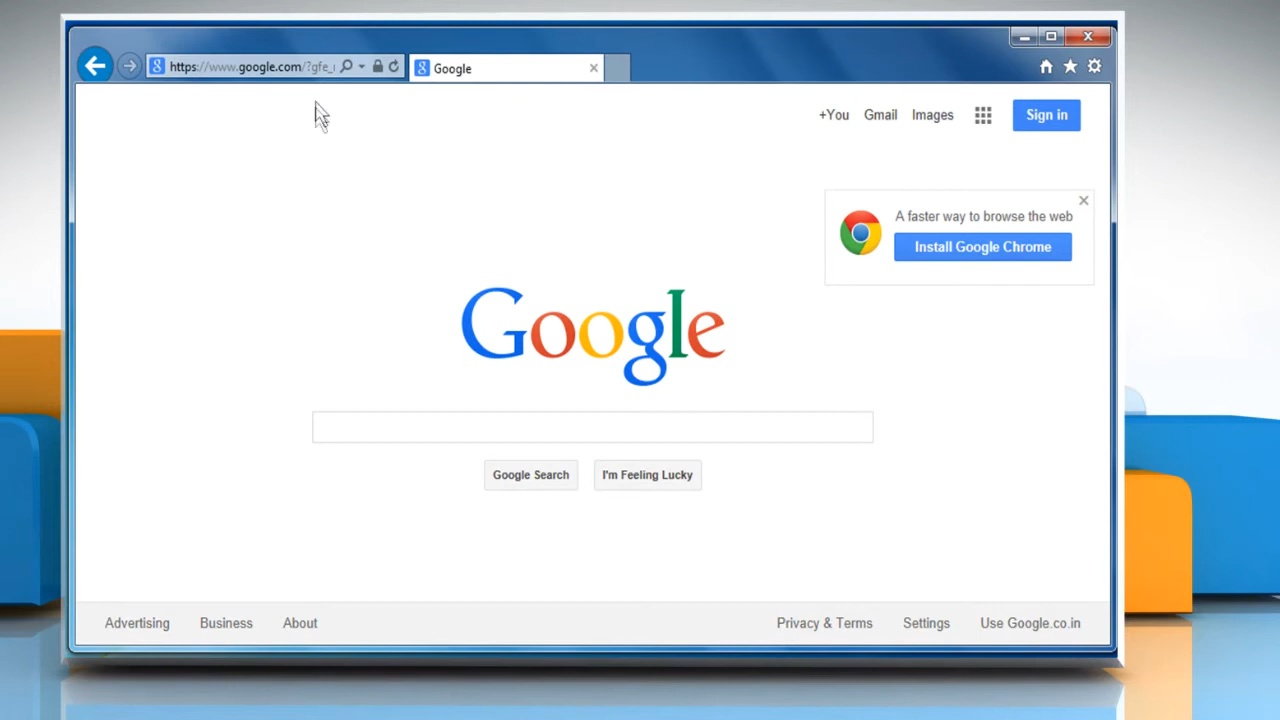 https://www.google.com/?gfe_
Google
+You Gmail Images Sign in
A faster way to browse the web
Install Google Chrome
Google
Google Search I'm Feeling Lucky
Advertising Business About Privacy & Terms Settings Use Google.co.in